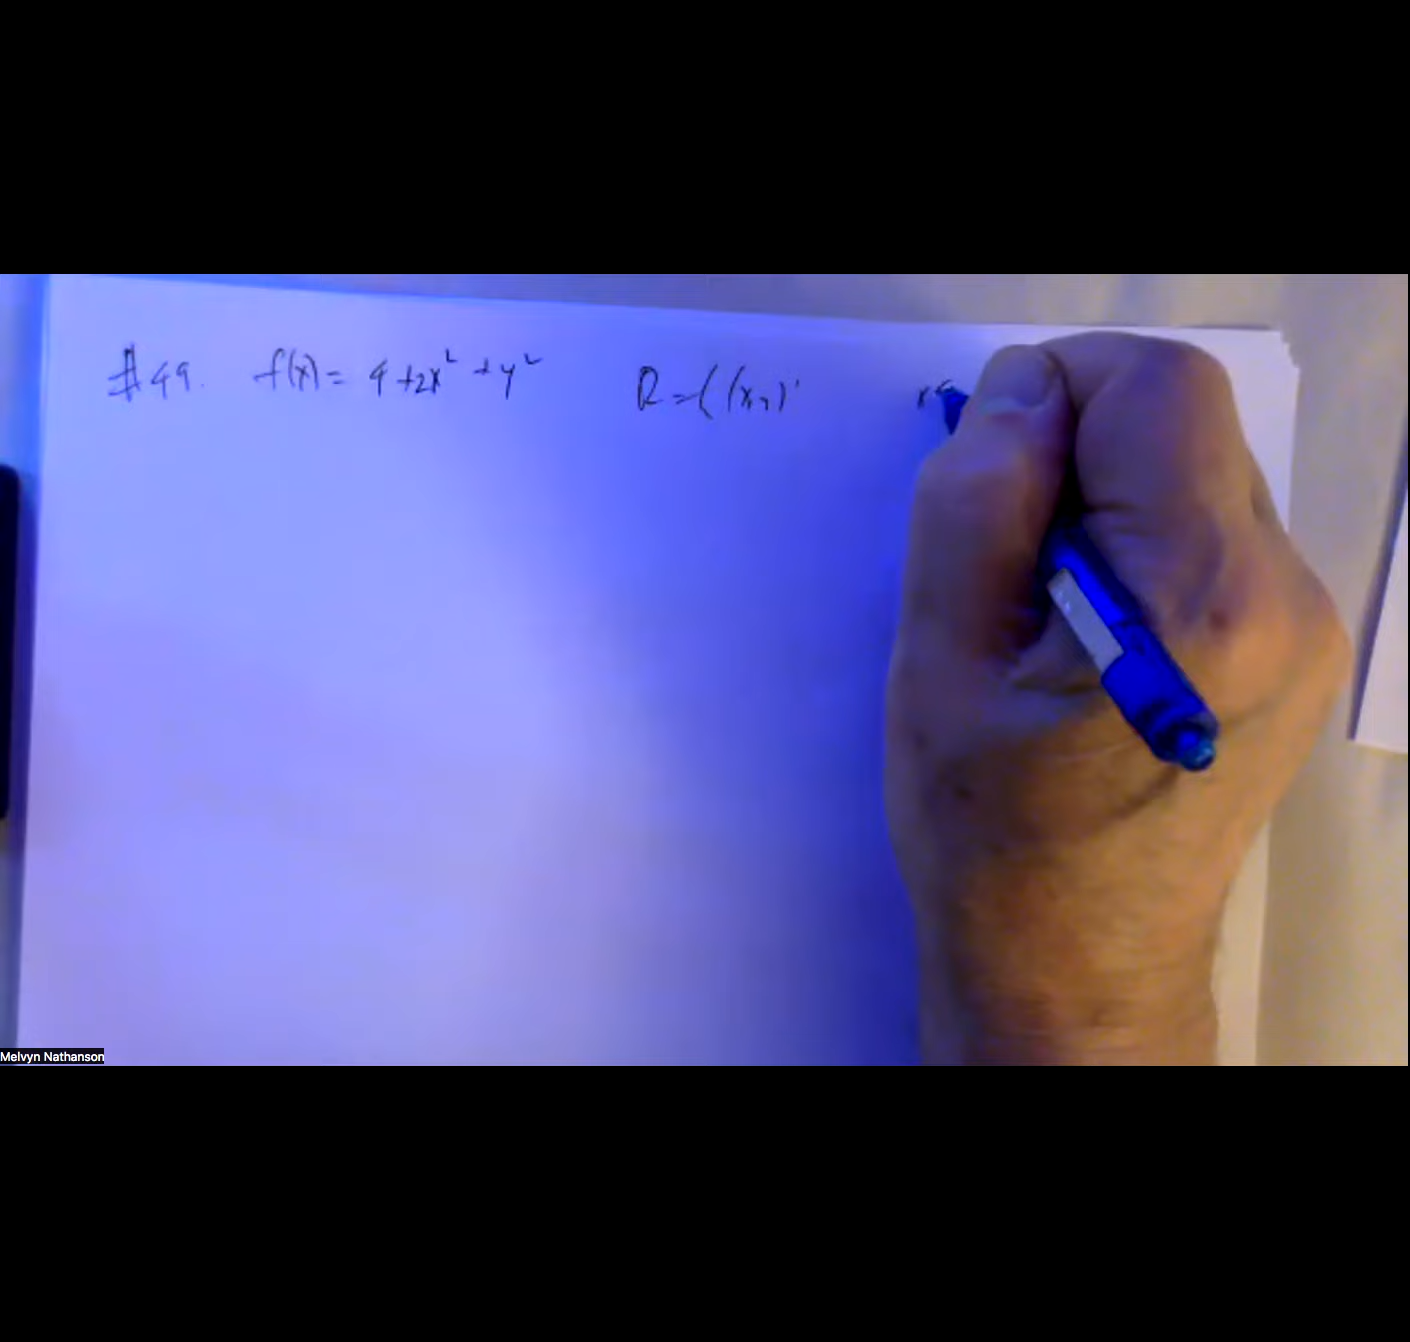 #49. f(x) = 4+2x² + y² R = { (x,y)
Melvyn Nathanson